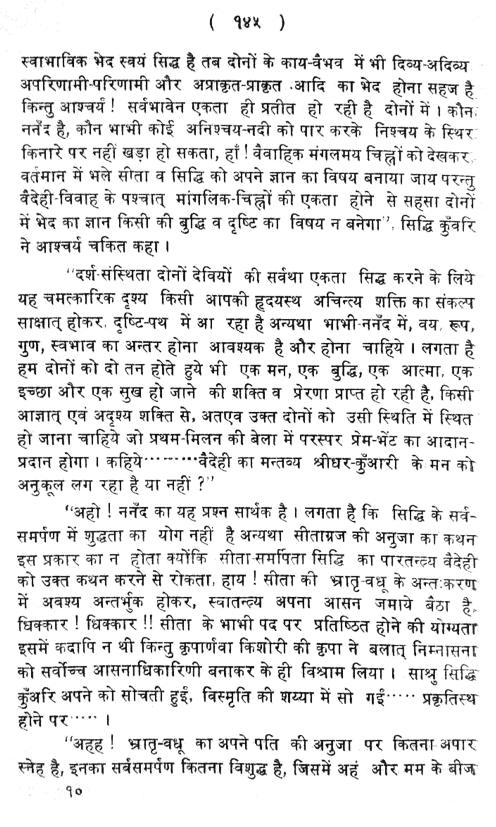 ( १४५ )
स्वाभाविक भेद स्वयं सिद्ध है तब दोनों के काय-वैभव में भी दिव्य-अदिव्य
अपरिणामी-परिणामी और अप्राकृत-प्राकृत आदि का भेद होना सहज है
किन्तु आश्चर्य ! सर्वभावेन एकता ही प्रतीत हो रही है दोनों में । कौन
ननँद है, कौन भाभी कोई अनिश्चय-नदी को पार करके निश्चय के स्थिर
किनारे पर नहीं खड़ा हो सकता, हाँ ! वैवाहिक मंगलमय चिह्नों को देखकर
वर्तमान में भले सीता व सिद्धि को अपने ज्ञान का विषय बनाया जाय परन्तु
वैदेही-विवाह के पश्चात् मांगलिक-चिह्नों की एकता होने से सहसा दोनों
में भेद का ज्ञान किसी की बुद्धि व दृष्टि का विषय न बनेगा”, सिद्धि कुँवरि
ने आश्चर्य चकित कहा ।
“दर्श-संस्थिता दोनों देवियों की सर्वथा एकता सिद्ध करने के लिये
यह चमत्कारिक दृश्य किसी आपकी हृदयस्थ अचिन्त्य शक्ति का संकल्प
साक्षात् होकर, दृष्टि-पथ में आ रहा है अन्यथा भाभी-ननँद में, वय, रूप,
गुण, स्वभाव का अन्तर होना आवश्यक है और होना चाहिये । लगता है
हम दोनों को दो तन होते हुये भी एक मन, एक बुद्धि, एक आत्मा, एक
इच्छा और एक सुख हो जाने की शक्ति व प्रेरणा प्राप्त हो रही है, किसी
आज्ञात् एवं अदृश्य शक्ति से, अतएव उक्त दोनों को उसी स्थिति में स्थित
हो जाना चाहिये जो प्रथम-मिलन की बेला में परस्पर प्रेम-भेंट का आदान-
प्रदान होगा । कहिये·········वैदेही का मन्तव्य श्रीधर-कुँआरी के मन को
अनुकूल लग रहा है या नहीं ?”
“अहो ! ननँद का यह प्रश्न सार्थक है । लगता है कि सिद्धि के सर्व-
समर्पण में शुद्धता का योग नहीं है अन्यथा सीताग्रज की अनुजा का कथन
इस प्रकार का न होता क्योंकि सीता-समर्पिता सिद्धि का पारतन्त्र्य वैदेही
को उक्त कथन करने से रोकता, हाय ! सीता की भ्रातृ-वधू के अन्तःकरण
में अवश्य अन्तर्भुक होकर, स्वातन्त्र्य अपना आसन जमाये बैठा है,
धिक्कार ! धिक्कार !! सीता के भाभी पद पर प्रतिष्ठित होने की योग्यता
इसमें कदापि न थी किन्तु कृपार्णवा किशोरी की कृपा ने बलात् निम्नासना
को सर्वोच्च आसनाधिकारिणी बनाकर के ही विश्राम लिया । साश्रु सिद्धि
कुँअरि अपने को सोचती हुई, विस्मृति की शय्या में सो गई····· प्रकृतिस्थ
होने पर····· ।
“अहह ! भ्रातृ-वधू का अपने पति की अनुजा पर कितना अपार
स्नेह है, इनका सर्वसमर्पण कितना विशुद्ध है, जिसमें अहं और मम के बीज
१०